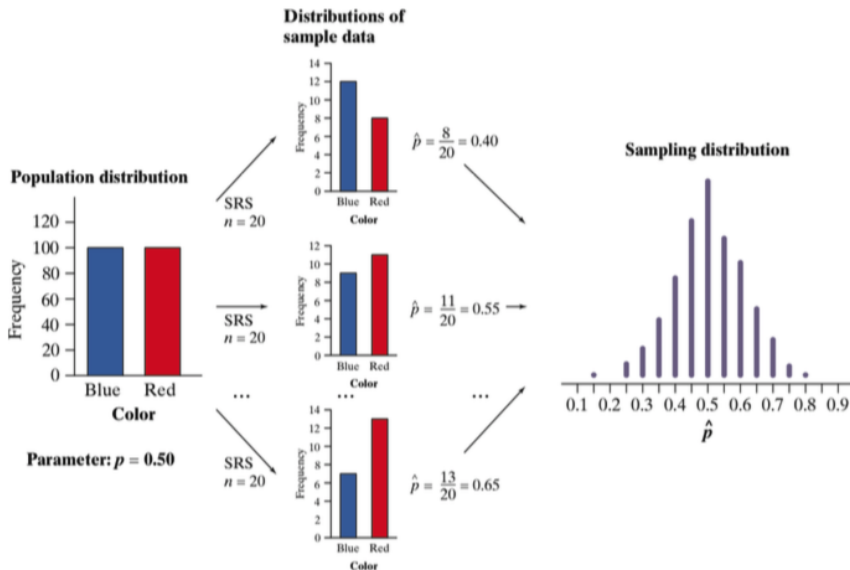 Distributions of
sample data
Population distribution
Frequency
120
100
80
60
40
20
0
Blue Red
Color
Parameter: p = 0.50
SRS
n = 20
SRS
n = 20
...
SRS
n = 20
Frequency
14
12
10
8
6
4
2
0
Blue Red
Color
p̂ = 8/20 = 0.40
Frequency
12
10
8
6
4
2
0
Blue Red
Color
p̂ = 11/20 = 0.55
...
...
Frequency
14
12
10
8
6
4
2
0
Blue Red
Color
p̂ = 13/20 = 0.65
Sampling distribution
0.1 0.2 0.3 0.4 0.5 0.6 0.7 0.8 0.9
p̂